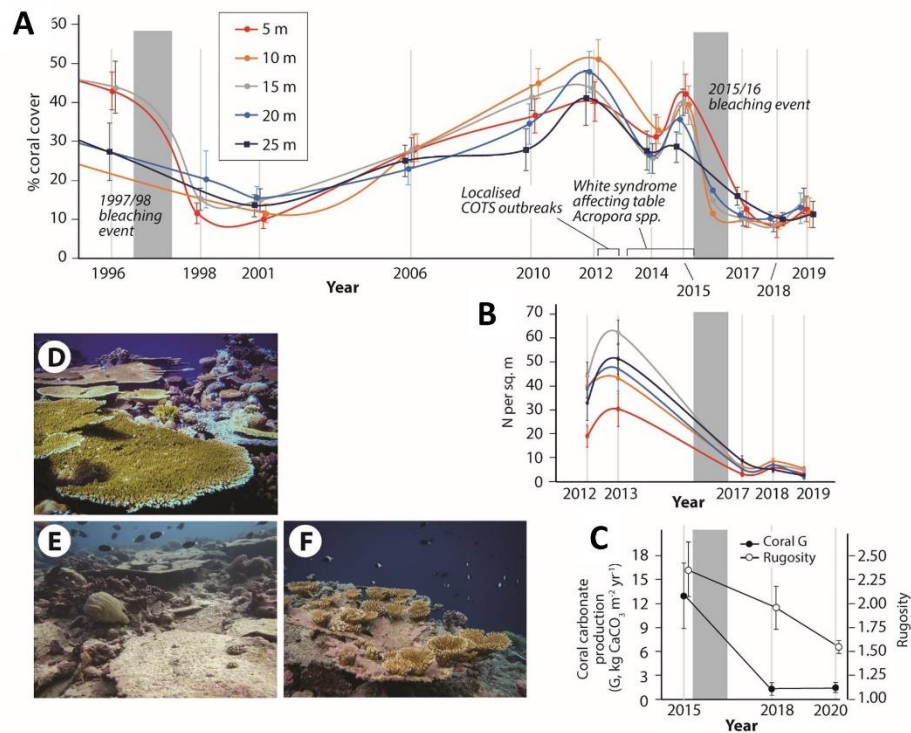 A
% coral cover
60
50
40
30
20
10
0
5 m
10 m
15 m
20 m
25 m
1997/98
bleaching
event
Localised
COTS outbreaks
White syndrome
affecting table
Acropora spp.
2015/16
bleaching event
1996
1998
2001
2006
2010
2012
2014
2015
2017
2018
2019
Year
B
N per sq. m
70
60
50
40
30
20
10
0
2012
2013
2017
2018
2019
Year
D
E
F
C
Coral G
Rugosity
Coral carbonate
production
(G, kg CaCO₃ m⁻² yr⁻¹)
18
15
12
9
6
3
0
2.50
2.25
2.00
1.75
1.50
1.25
1.00
Rugosity
2015
2018
2020
Year